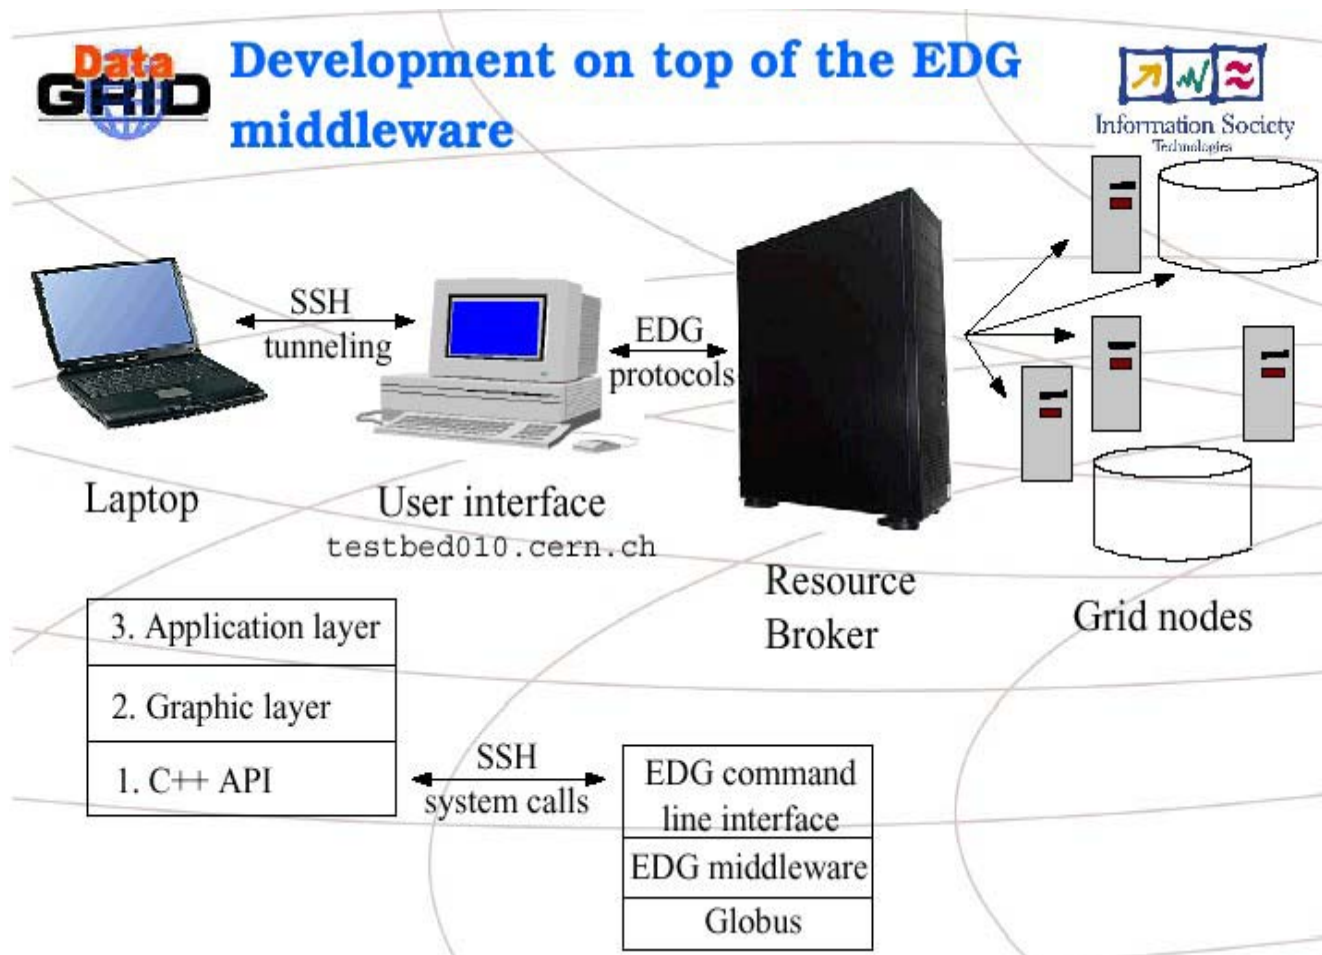 Data
GRID
Development on top of the EDG
middleware
Information Society
Technologies
SSH
tunneling
EDG
protocols
Laptop
User interface
testbed010.cern.ch
Resource
Broker
Grid nodes
3. Application layer
2. Graphic layer
1. C++ API
SSH
system calls
EDG command
line interface
EDG middleware
Globus